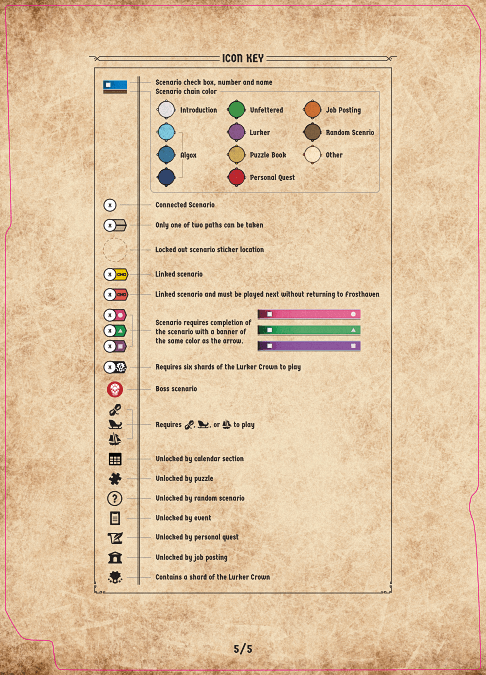 ICON KEY
Scenario check box, number and name
Scenario chain color
Introduction
Unfettered
Job Posting
Lurker
Random Scenrio
Algox
Puzzle Book
Other
Personal Quest
Connected Scenario
Only one of two paths can be taken
Locked out scenario sticker location
Linked scenario
Linked scenario and must be played next without returning to Frosthaven
Scenario requires completion of
the scenario with a banner of
the same color as the arrow.
Requires six shards of the Lurker Crown to play
Boss scenario
Requires , , or to play
Unlocked by calendar section
Unlocked by puzzle
? Unlocked by random scenario
Unlocked by event
Unlocked by personal quest
Unlocked by job posting
Contains a shard of the Lurker Crown
5/5